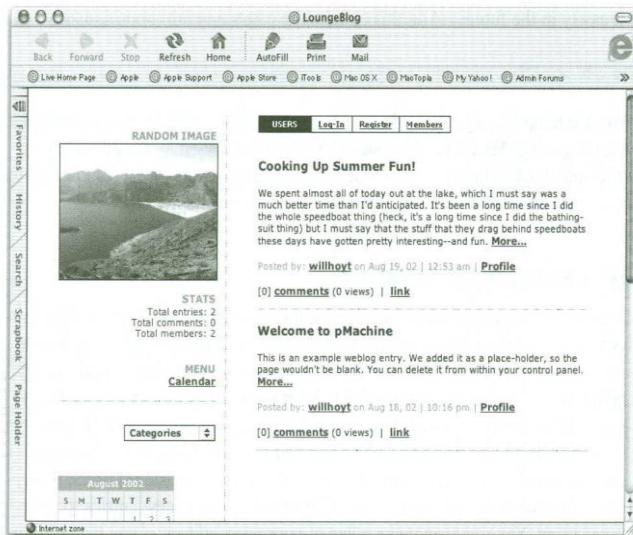 LoungeBlog
Back Forward Stop Refresh Home AutoFill Print Mail
Live Home Page Apple Apple Support Apple Store iTools Mac OS X MacTopia My Yahoo! Admin Forums
Favorites
History
Search
Scrapbook
Page Holder
RANDOM IMAGE
STATS
Total entries: 2
Total comments: 0
Total members: 2
MENU
Calendar
Categories
August 2002
S M T W T F S
1 2 3
USERS Log-In Register Members
Cooking Up Summer Fun!
We spent almost all of today out at the lake, which I must say was a
much better time than I'd anticipated. It's been a long time since I did
the whole speedboat thing (heck, it's a long time since I did the bathing-
suit thing) but I must say that the stuff that they drag behind speedboats
these days have gotten pretty interesting--and fun. More...
Posted by: willhoyt on Aug 19, 02 | 12:53 am | Profile
[0] comments (0 views) | link
Welcome to pMachine
This is an example weblog entry. We added it as a place-holder, so the
page wouldn't be blank. You can delete it from within your control panel.
More...
Posted by: willhoyt on Aug 18, 02 | 10:16 pm | Profile
[0] comments (0 views) | link
Internet zone